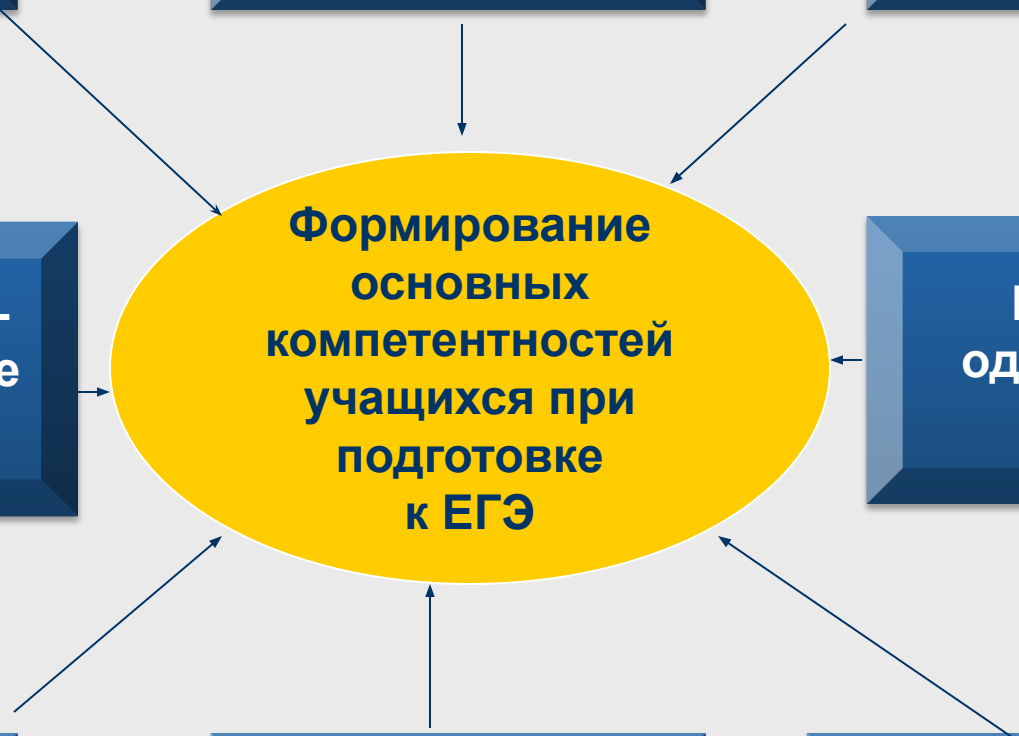 Формирование
основных
компетентностей
учащихся при
подготовке
к ЕГЭ